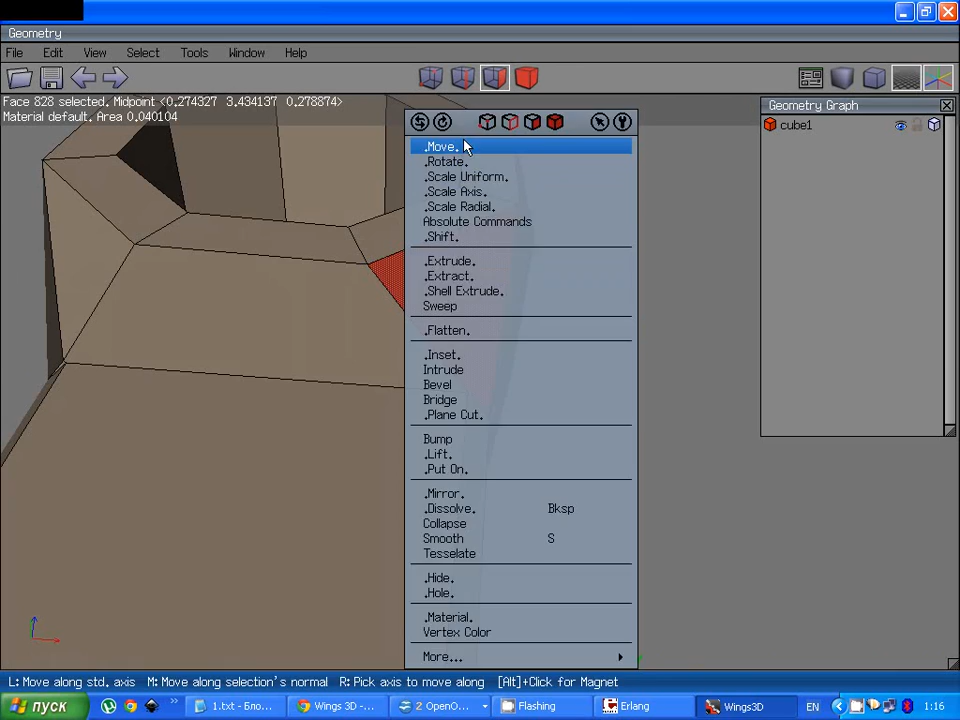 Geometry
File Edit View Select Tools Window Help
Face 828 selected. Midpoint <0.274327 3.434137 0.278874>
Material default. Area 0.040104
Geometry Graph
cube1
.Move.
.Rotate.
.Scale Uniform.
.Scale Axis.
.Scale Radial.
Absolute Commands
.Shift.
.Extrude.
.Extract.
.Shell Extrude.
Sweep
.Flatten.
.Inset.
Intrude
Bevel
Bridge
.Plane Cut.
Bump
.Lift.
.Put On.
.Mirror.
.Dissolve. Bksp
Collapse
Smooth S
Tesselate
.Hide.
.Hole.
.Material.
Vertex Color
More...
L: Move along std. axis M: Move along selection's normal R: Pick axis to move along [Alt]+Click for Magnet
пуск 1.txt - Бло... Wings 3D -... 2 OpenO... Flashing Erlang Wings3D EN 1:16